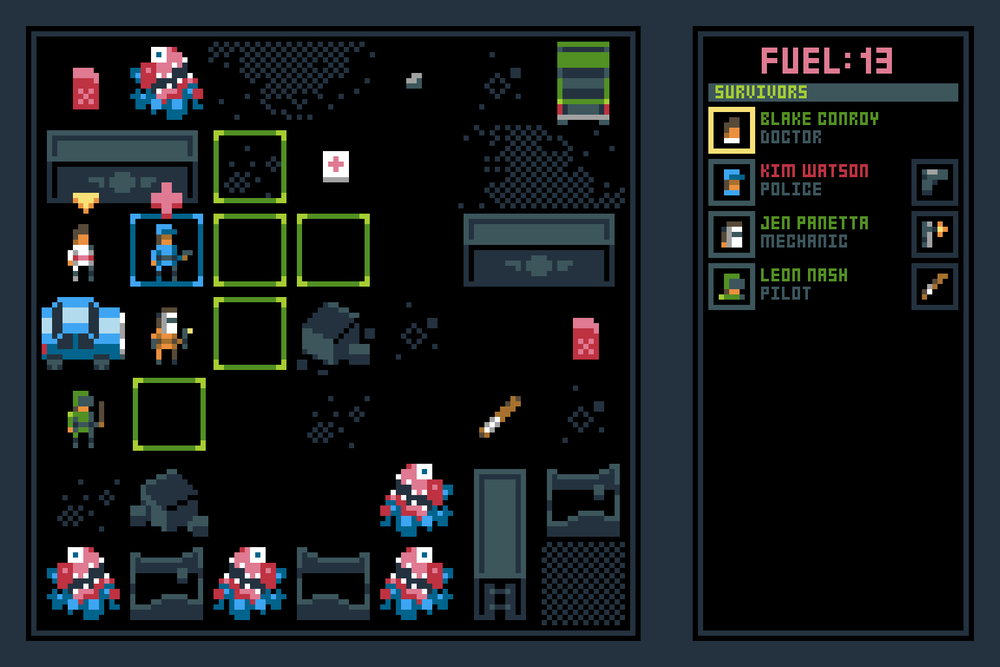 FUEL:13
SURVIVORS
BLAKE CONROY
DOCTOR
KIM WATSON
POLICE
JEN PANETTA
MECHANIC
LEON NASH
PILOT